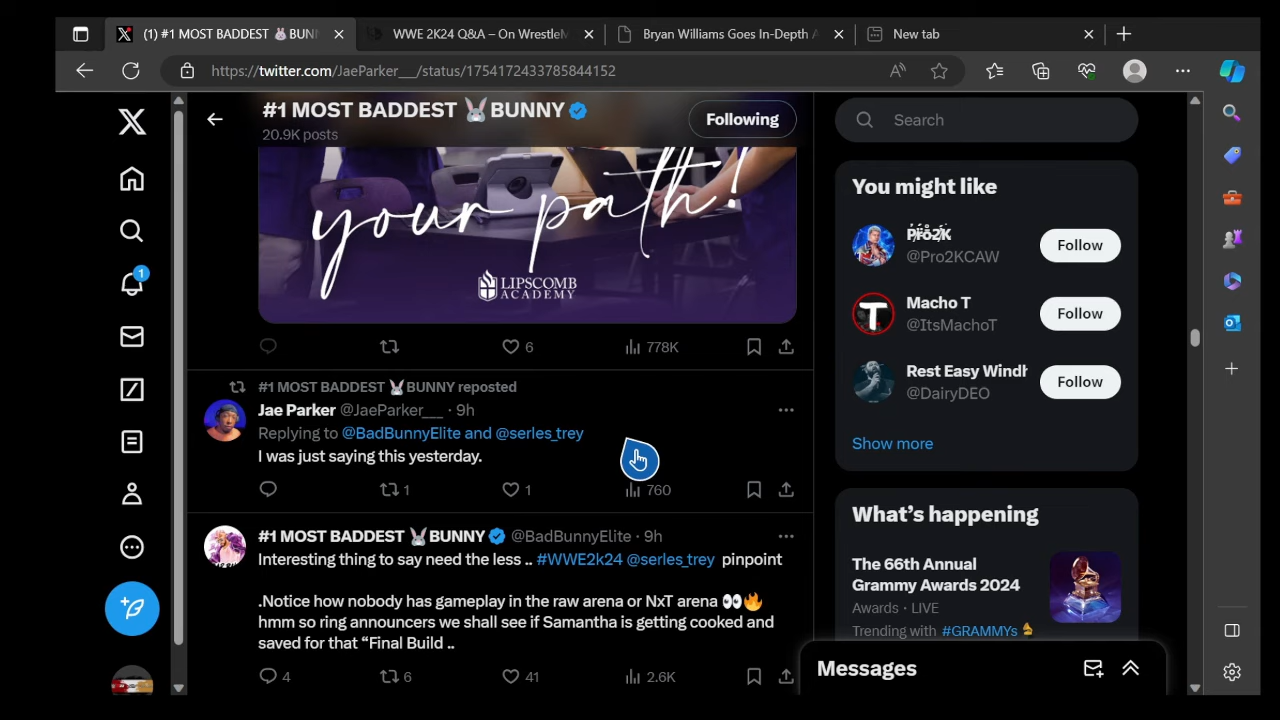 (1) #1 MOST BADDEST 🐰BUNN
WWE 2K24 Q&A – On WrestleM
Bryan Williams Goes In-Depth A
New tab
https://twitter.com/JaeParker___/status/1754172433785844152
#1 MOST BADDEST 🐰BUNNY
20.9K posts
Following
Search
your path!
LIPSCOMB
ACADEMY
6
778K
#1 MOST BADDEST 🐰BUNNY reposted
Jae Parker @JaeParker___ · 9h
Replying to @BadBunnyElite and @serles_trey
I was just saying this yesterday.
1
1
760
#1 MOST BADDEST 🐰BUNNY @BadBunnyElite · 9h
Interesting thing to say need the less .. #WWE2k24 @serles_trey pinpoint
.Notice how nobody has gameplay in the raw arena or NxT arena 👀🔥
hmm so ring announcers we shall see if Samantha is getting cooked and
saved for that “Final Build ..
4
6
41
2.6K
1
You might like
@Pro2KCAW
Follow
Macho T
@ItsMachoT
Follow
Rest Easy Windh
@DairyDEO
Follow
Show more
What’s happening
The 66th Annual
Grammy Awards 2024
Awards · LIVE
Trending with #GRAMMYs
Messages